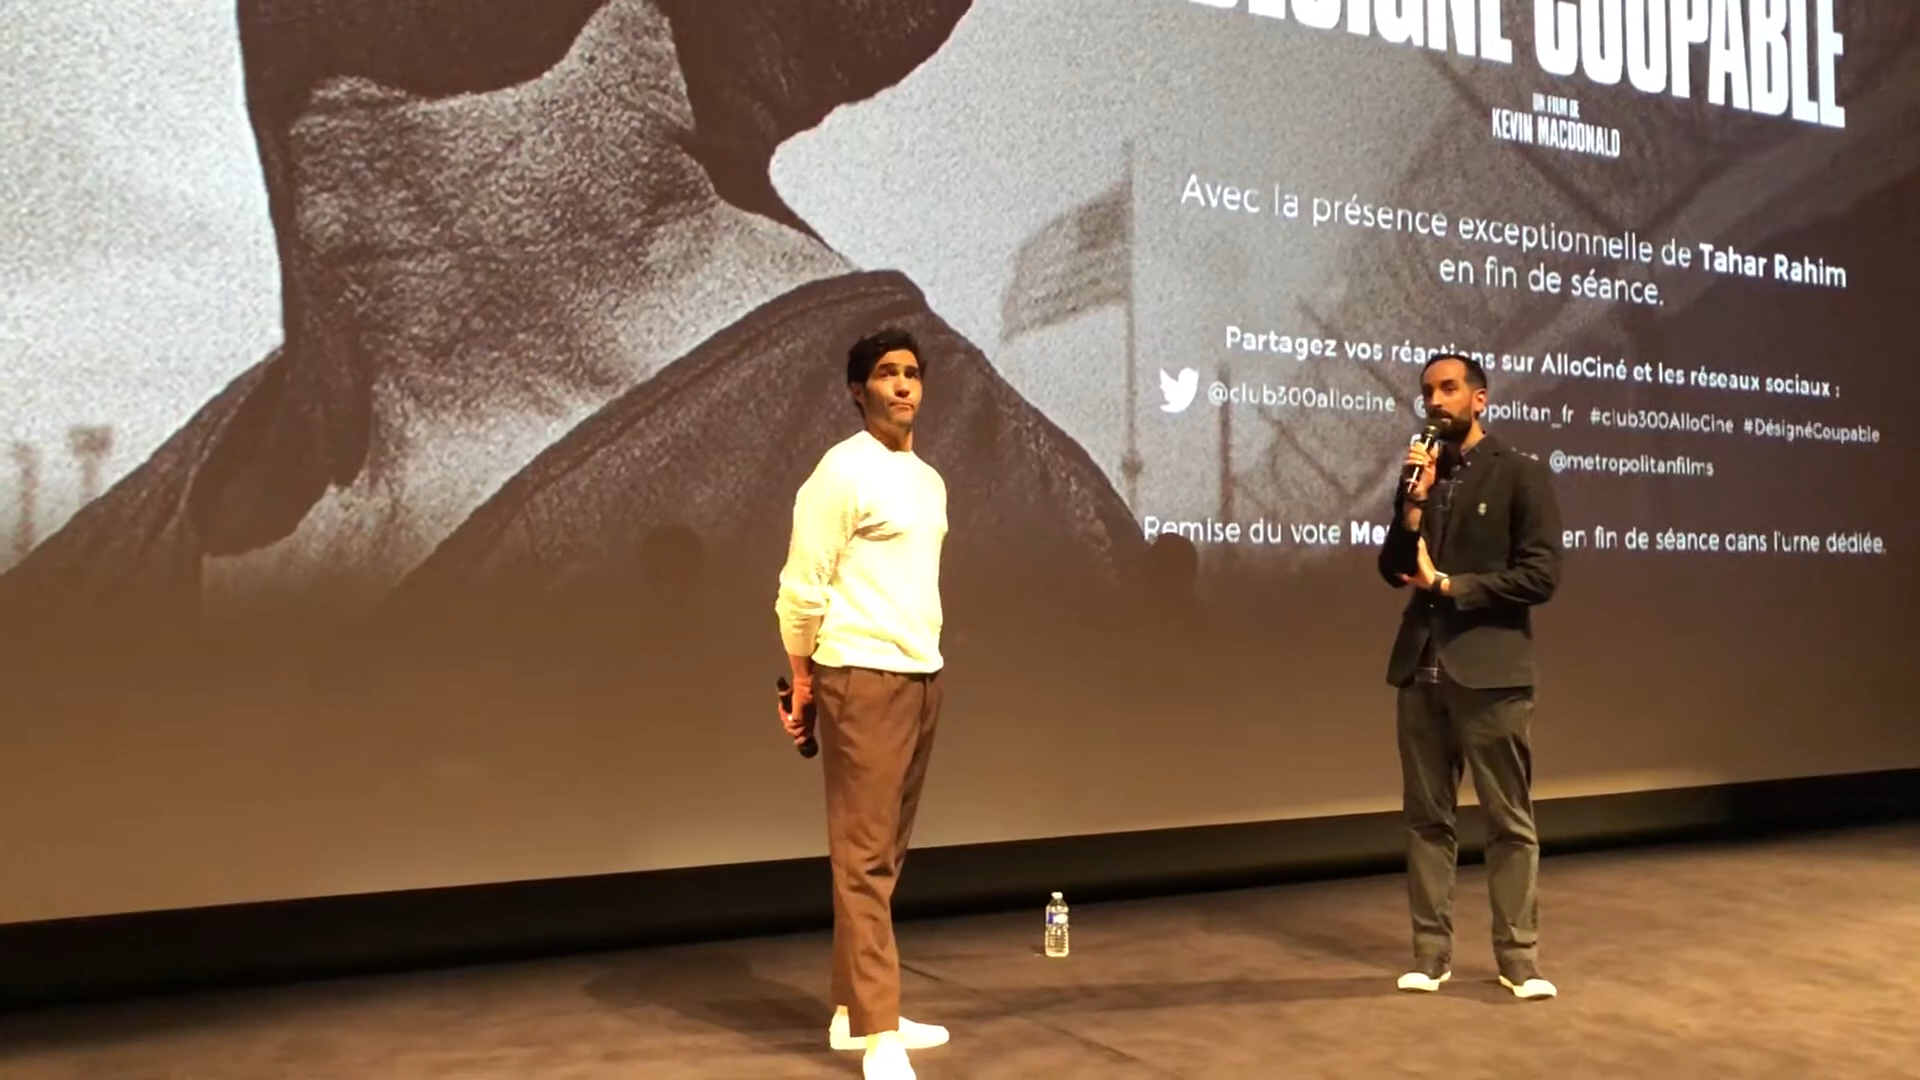 COUPABLE
UN FILM DE
KEVIN MACDONALD
Avec la présence exceptionnelle de Tahar Rahim
en fin de séance.
Partagez vos réactions sur AlloCiné et les réseaux sociaux :
@club300allocine politan_fr #club300AlloCine #DésignéCoupable
@metropolitanfilms
Remise du vote en fin de séance dans l'urne dédiée.